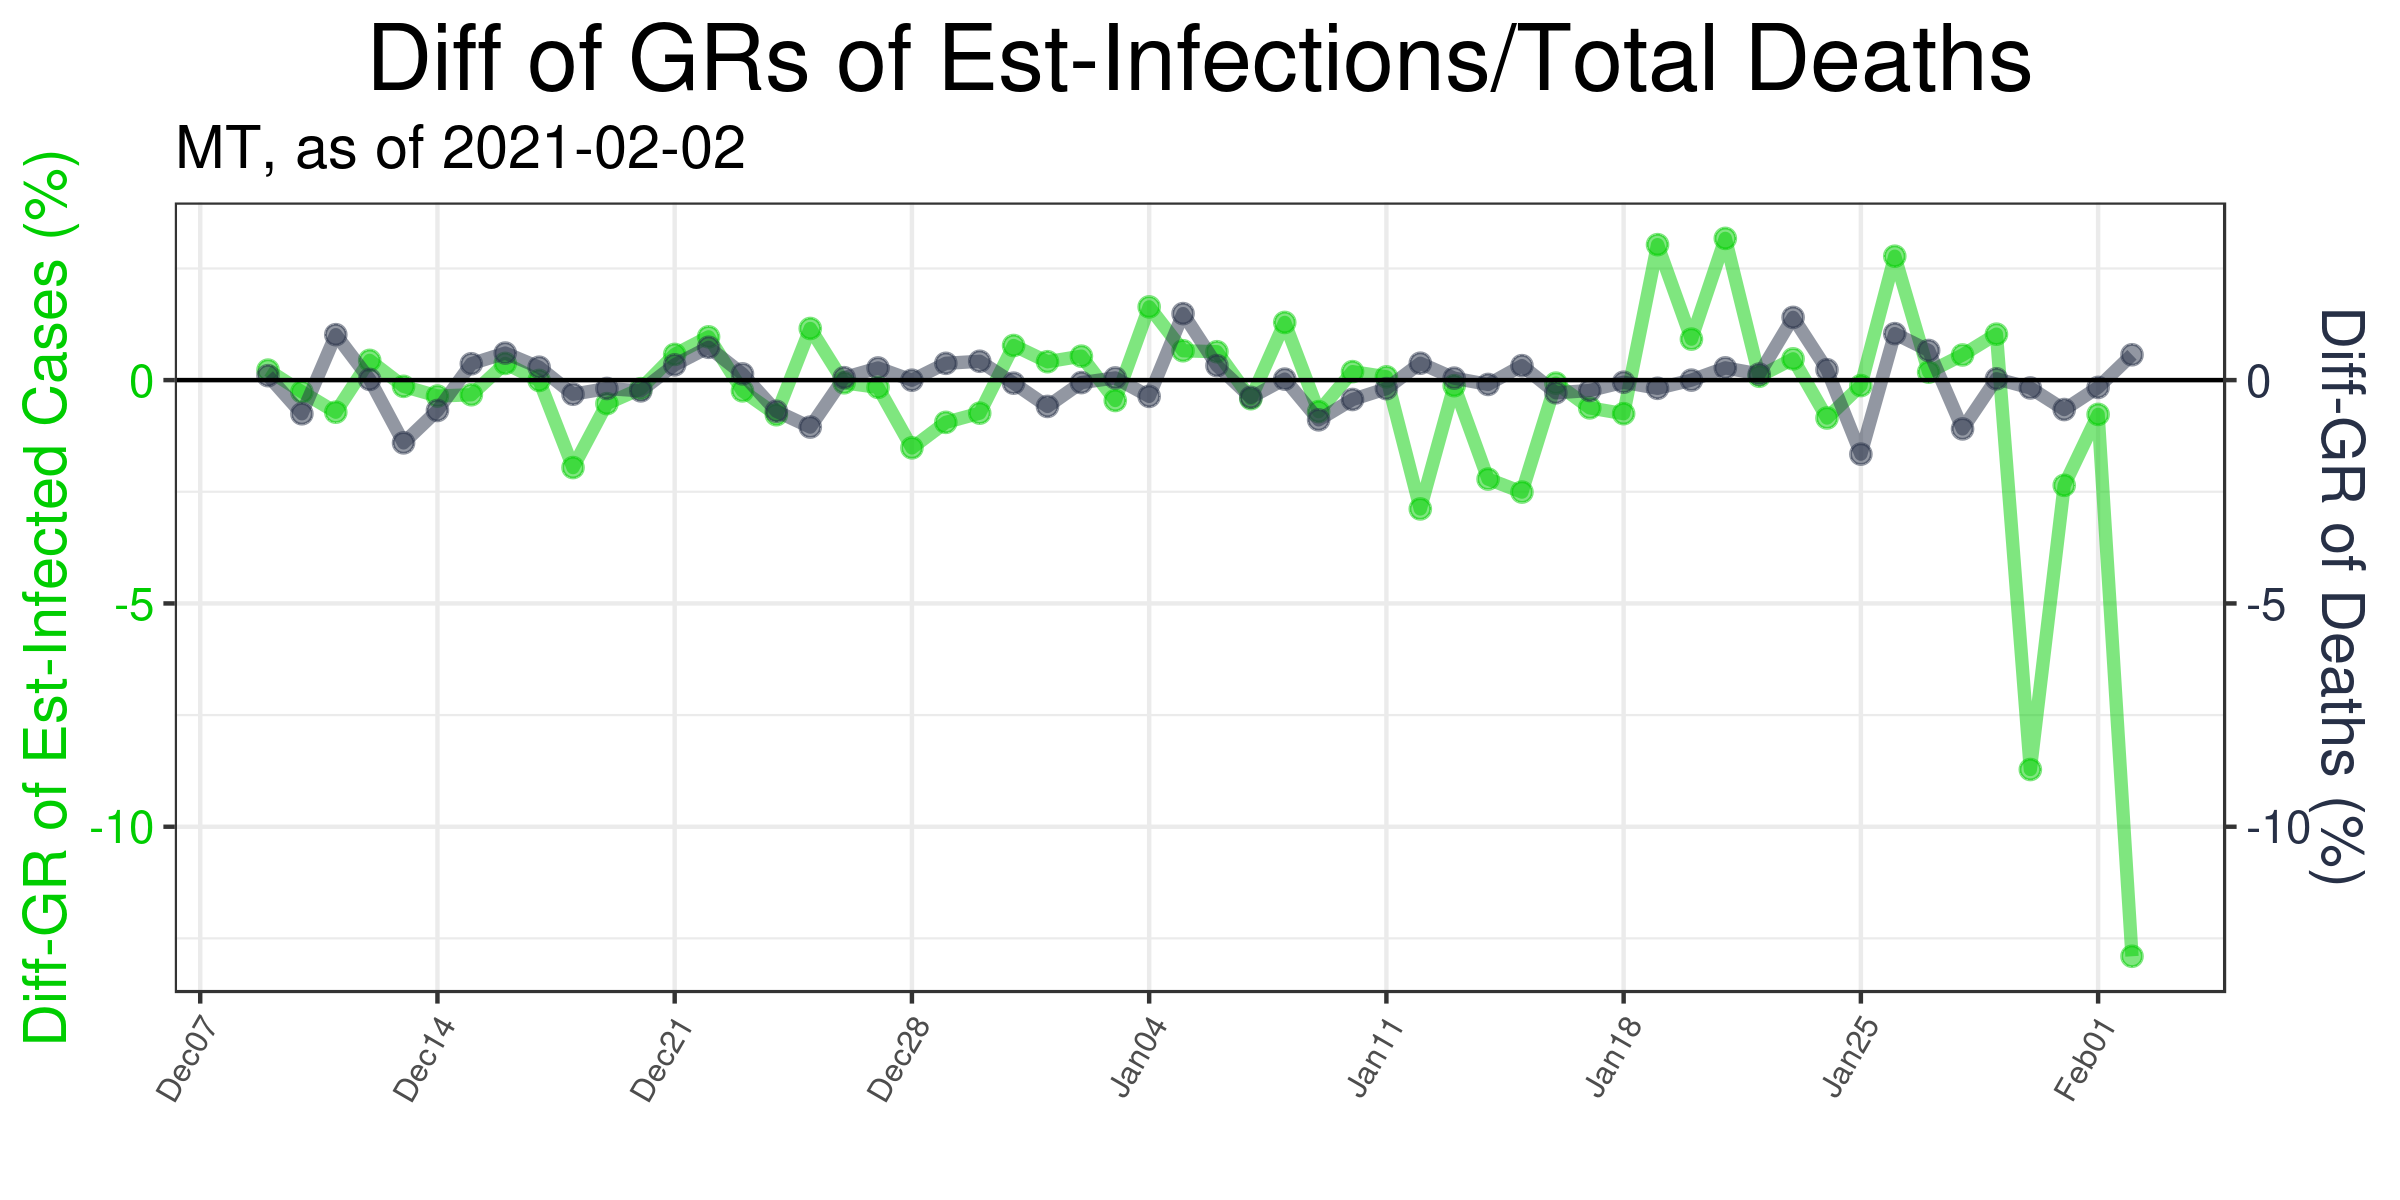 Diff of GRs of Est-Infections/Total Deaths
MT, as of 2021-02-02
Diff-GR of Est-Infected Cases (%)
0
-5
-10
0
-5
-10
Diff-GR of Deaths (%)
Dec07
Dec14
Dec21
Dec28
Jan04
Jan11
Jan18
Jan25
Feb01